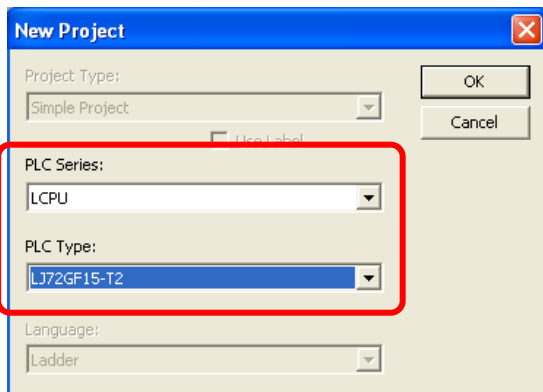 New Project
Project Type:
OK
Simple Project
Cancel
Use Label
PLC Series:
LCPU
PLC Type:
LJ72GF15-T2
Language:
Ladder